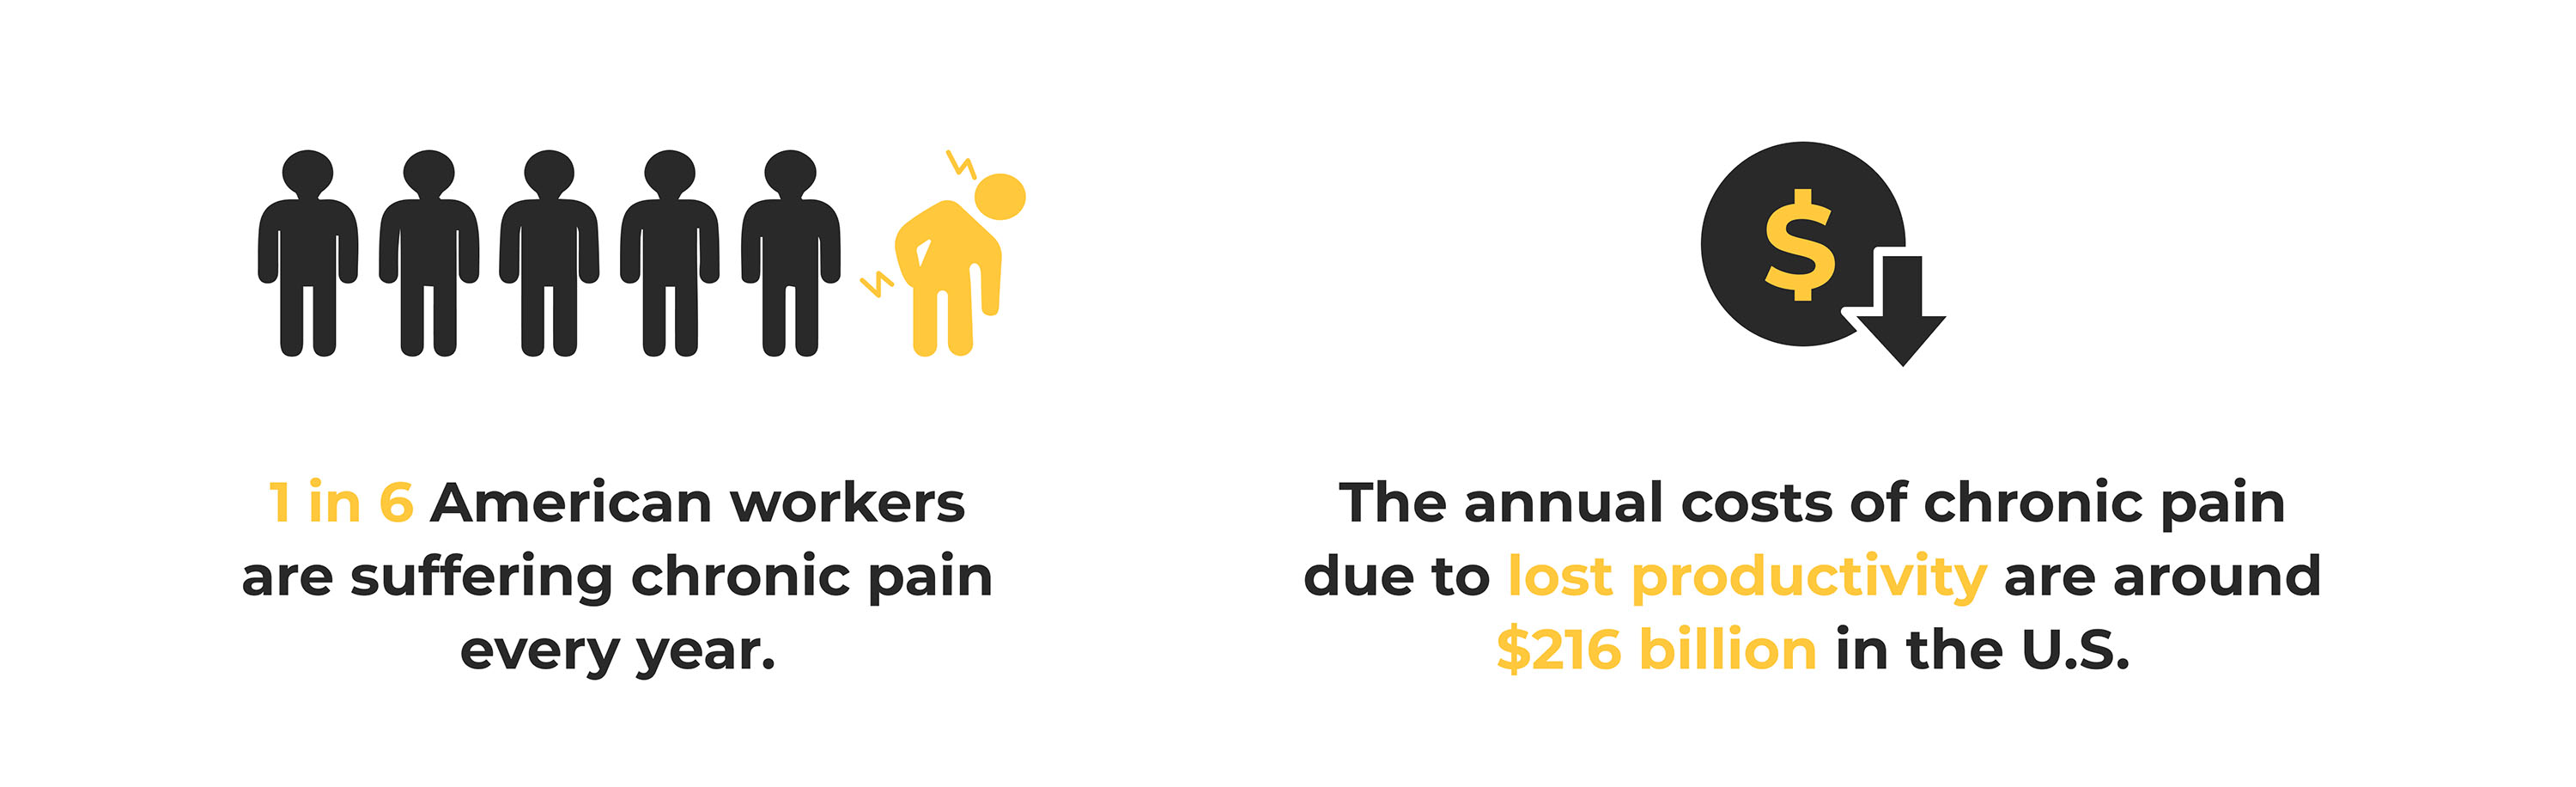 $
1 in 6 American workers
are suffering chronic pain
every year.
The annual costs of chronic pain
due to lost productivity are around
$216 billion in the U.S.